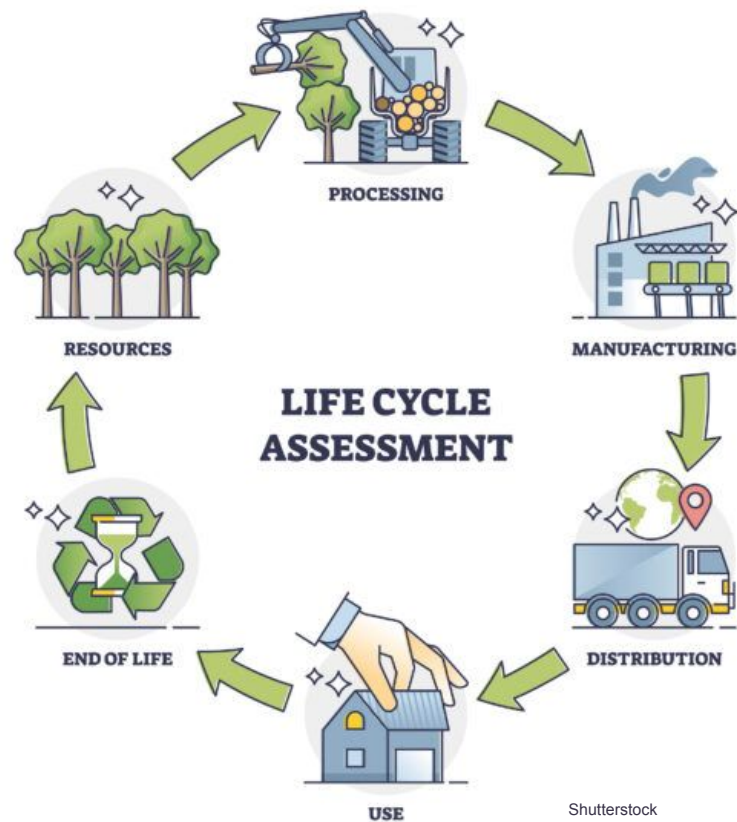 PROCESSING
RESOURCES
MANUFACTURING
LIFE CYCLE
ASSESSMENT
END OF LIFE
DISTRIBUTION
USE
Shutterstock